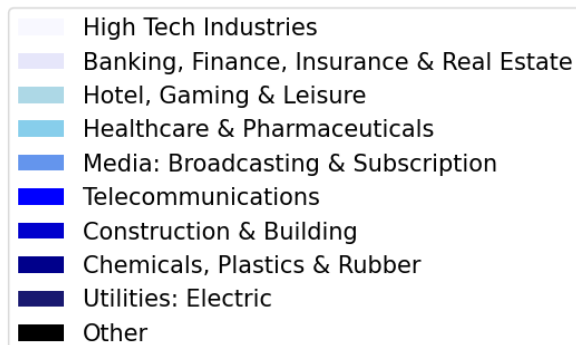 High Tech Industries
Banking, Finance, Insurance & Real Estate
Hotel, Gaming & Leisure
Healthcare & Pharmaceuticals
Media: Broadcasting & Subscription
Telecommunications
Construction & Building
Chemicals, Plastics & Rubber
Utilities: Electric
Other